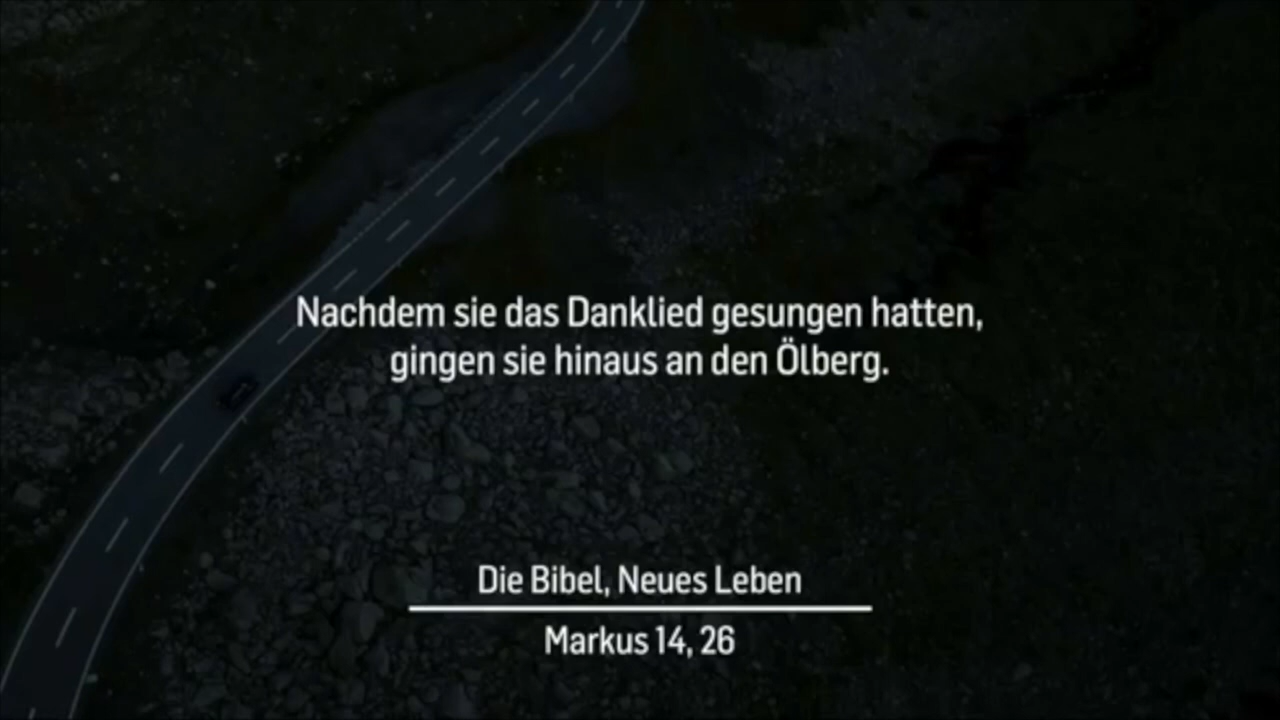 Nachdem sie das Danklied gesungen hatten,
gingen sie hinaus an den Ölberg.
Die Bibel, Neues Leben
Markus 14, 26